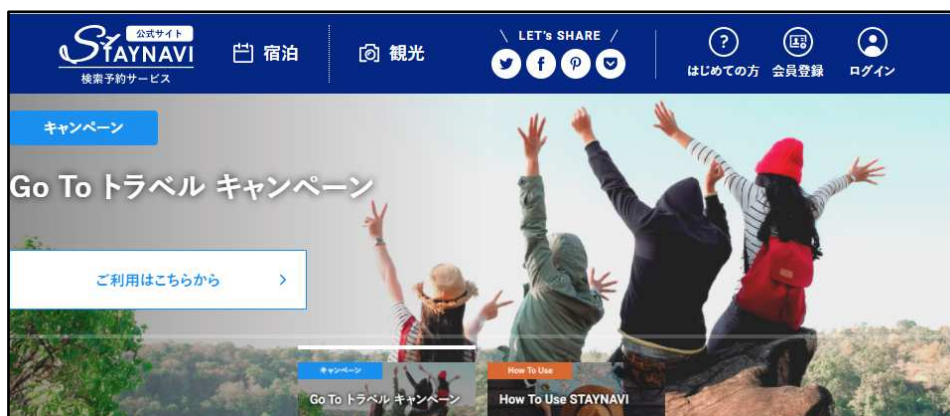 公式サイト
STAYNAVI
検索予約サービス
宿泊
観光
\ LET's SHARE /
はじめての方
会員登録
ログイン
キャンペーン
Go To トラベル キャンペーン
ご利用はこちらから
キャンペーン
Go To トラベル キャンペーン
How To Use
How To Use STAYNAVI